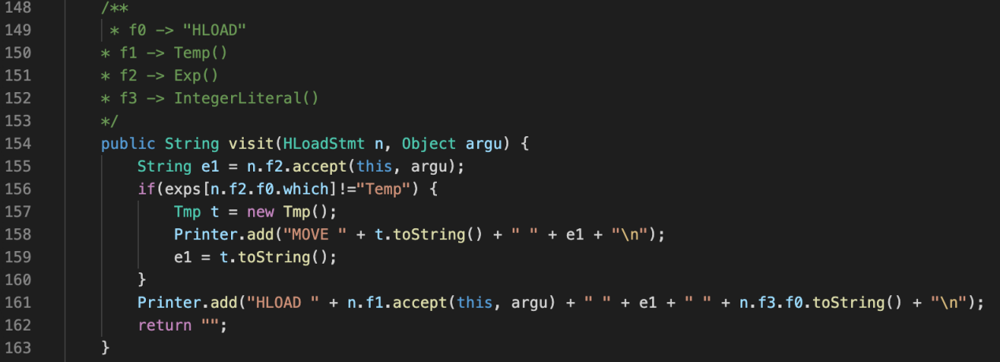 148 /**
149 * f0 -> "HLOAD"
150 * f1 -> Temp()
151 * f2 -> Exp()
152 * f3 -> IntegerLiteral()
153 */
154 public String visit(HLoadStmt n, Object argu) {
155 String e1 = n.f2.accept(this, argu);
156 if(exps[n.f2.f0.which]!="Temp") {
157 Tmp t = new Tmp();
158 Printer.add("MOVE " + t.toString() + " " + e1 + "\n");
159 e1 = t.toString();
160 }
161 Printer.add("HLOAD " + n.f1.accept(this, argu) + " " + e1 + " " + n.f3.f0.toString() + "\n");
162 return "";
163 }